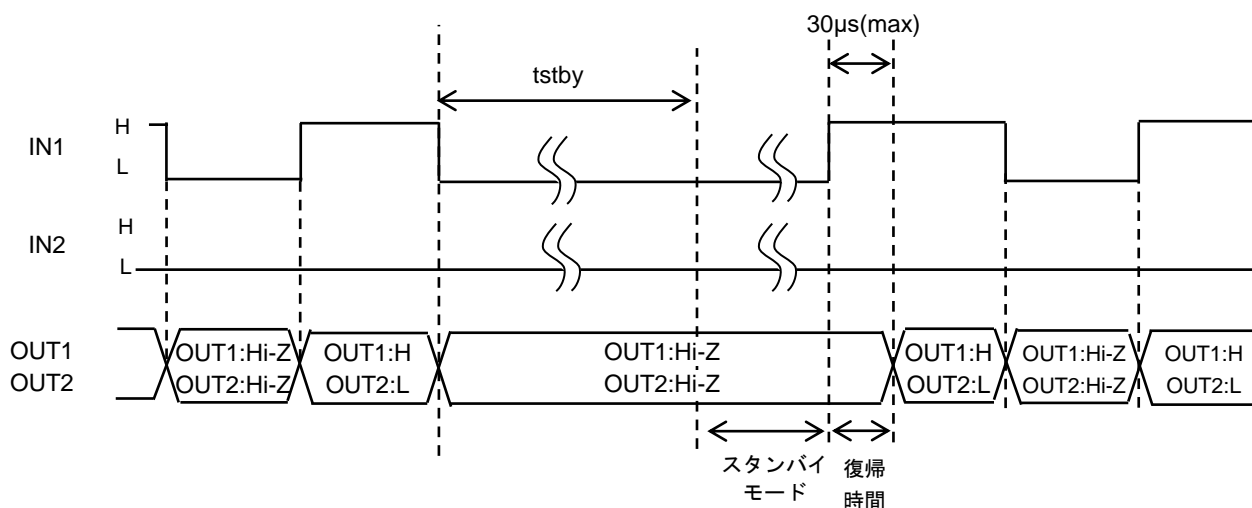 30µs(max)
tstby
IN1
H
L
IN2
H
L
OUT1
OUT2
OUT1:Hi-Z
OUT2:Hi-Z
OUT1:H
OUT2:L
OUT1:Hi-Z
OUT2:Hi-Z
OUT1:H
OUT2:L
OUT1:Hi-Z
OUT2:Hi-Z
OUT1:H
OUT2:L
スタンバイ
モード
復帰
時間